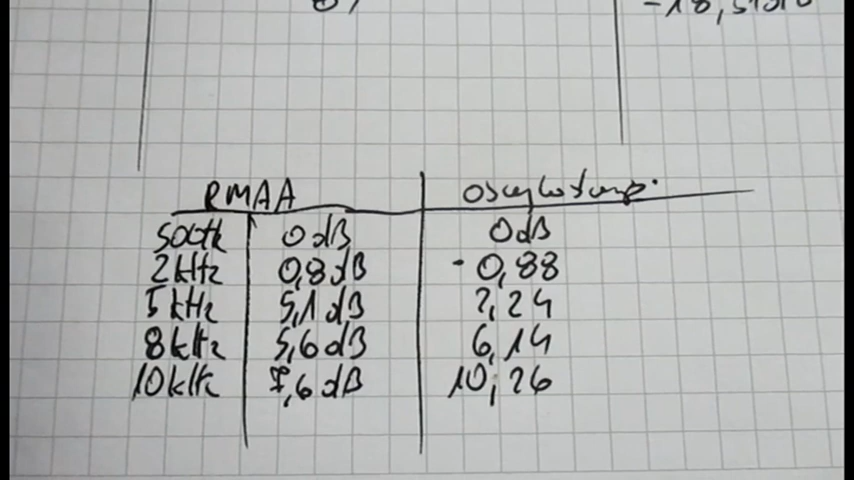 RMAA
500Hz 0dB 0dB
2kHz 0,8dB -0,88
5kHz 5,1dB 2,24
8kHz 5,6dB 6,14
10kHz 7,6dB 10,26